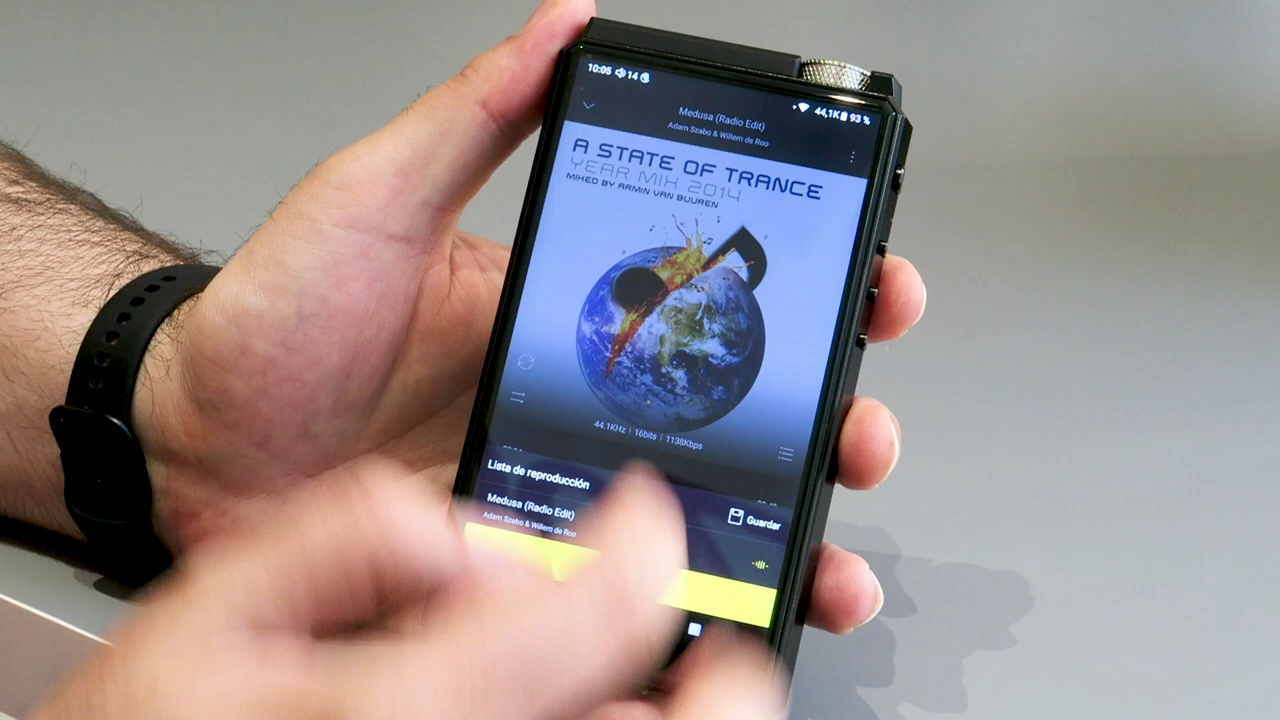 10:05 14
44,1K 93 %
Medusa (Radio Edit)
Adam Szabo & Willem de Roo
A STATE OF TRANCE
YEAR MIX 2014
MIXED BY ARMIN VAN BUUREN
44.1KHz | 16bits | 1138Kbps
Lista de reproducción
Medusa (Radio Edit)
Adam Szabo & Willem de Roo
Guardar